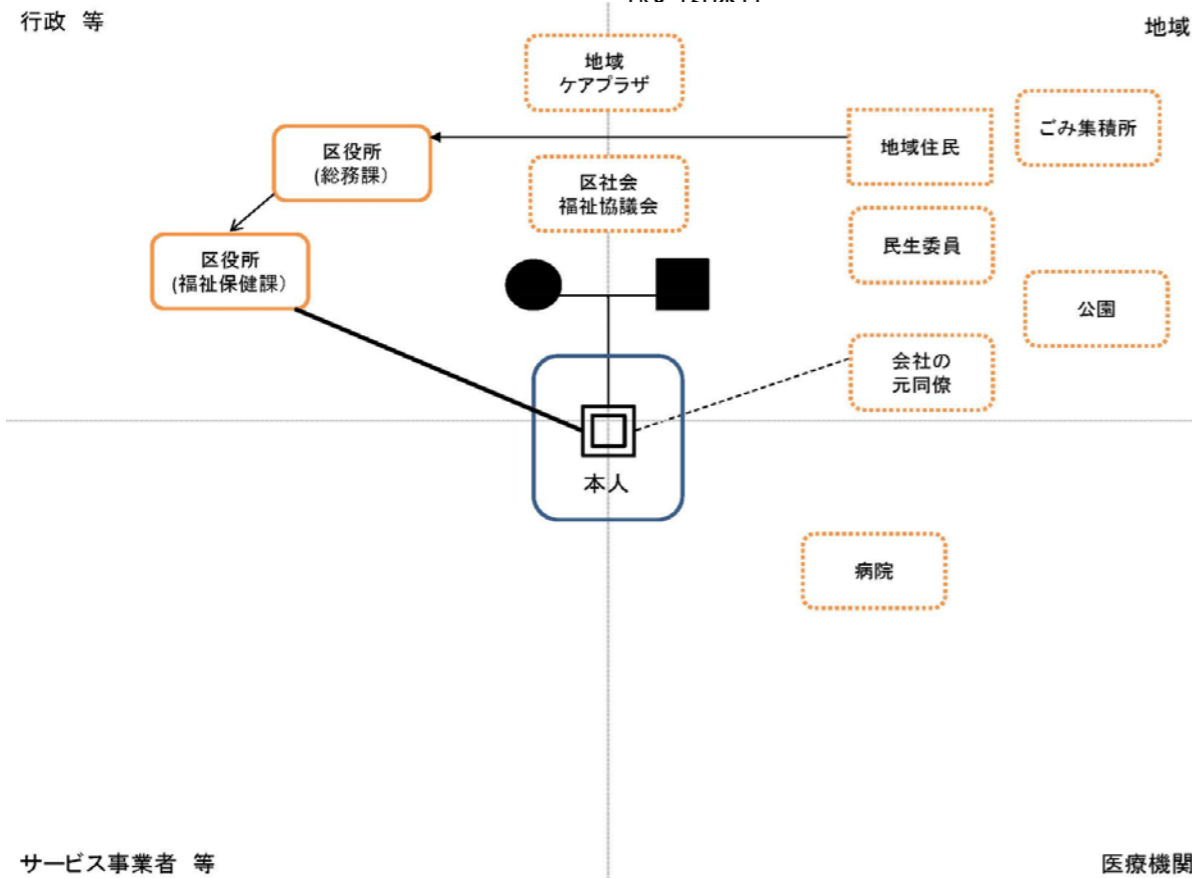 行政 等
地域
地域
ケアプラザ
ごみ集積所
区役所
(総務課)
地域住民
区社会
福祉協議会
区役所
(福祉保健課)
民生委員
公園
会社の
元同僚
本人
病院
サービス事業者 等
医療機関